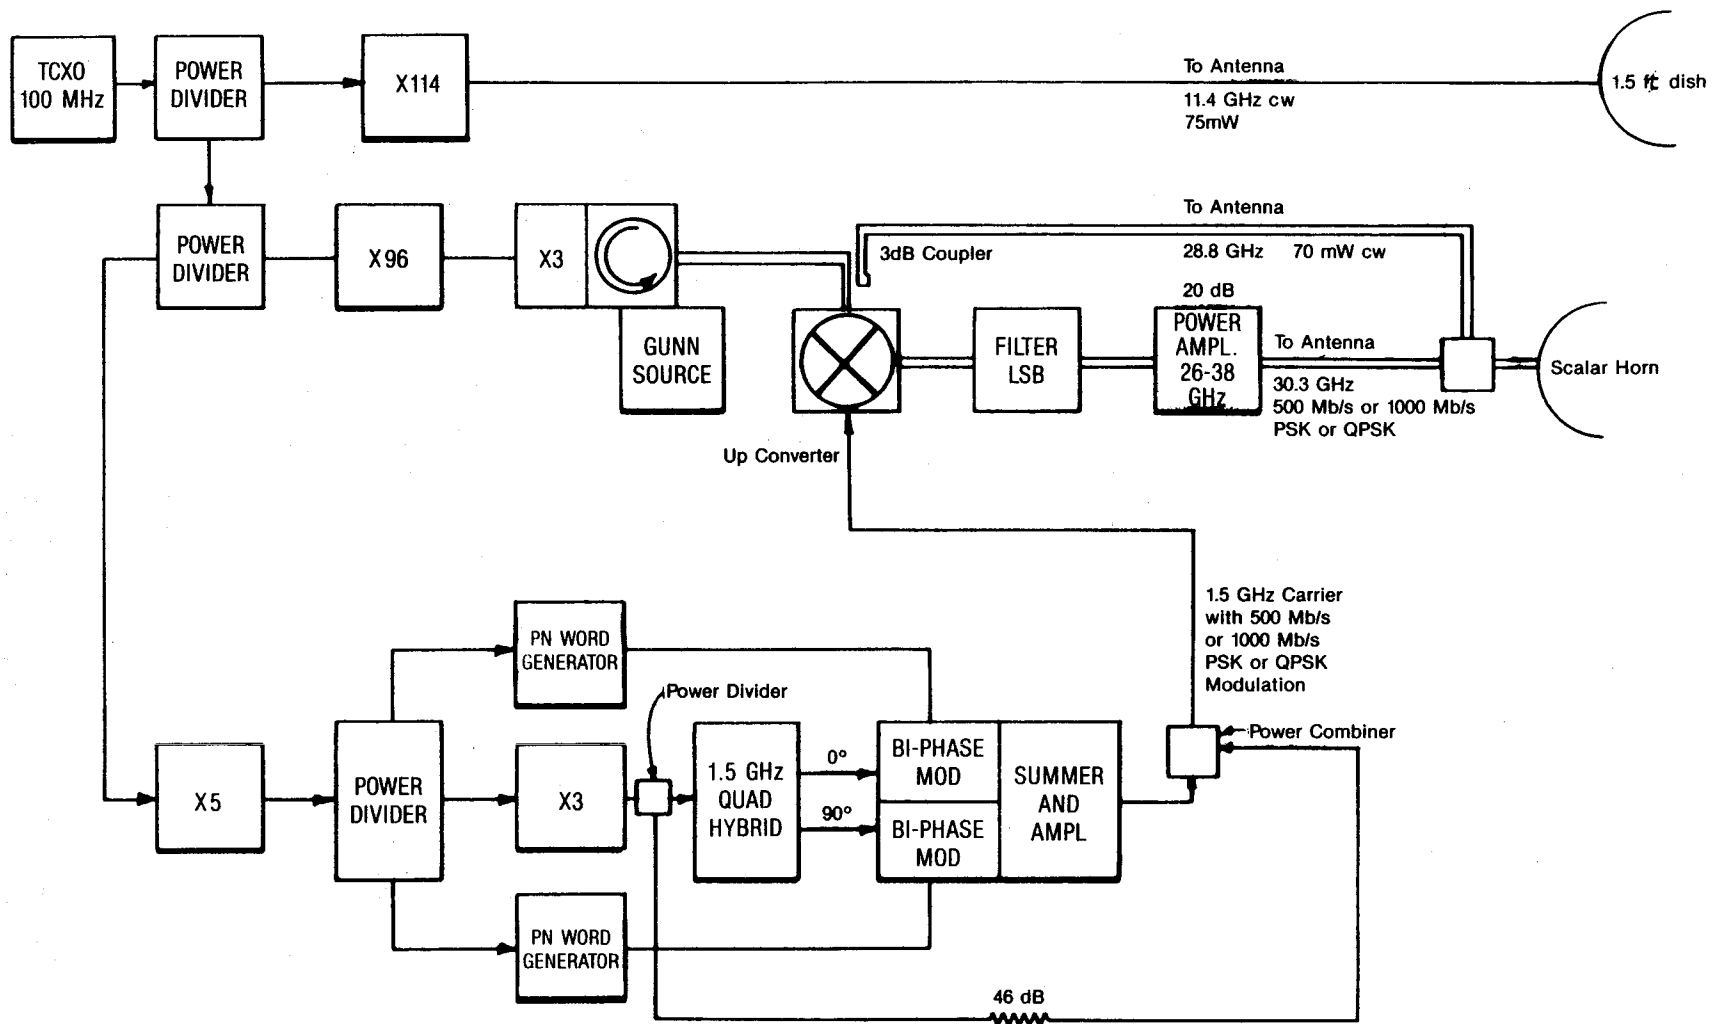 TCXO
100 MHz
POWER
DIVIDER
X114
To Antenna
11.4 GHz cw
75mW
1.5 ft dish
POWER
DIVIDER
X96
X3
GUNN
SOURCE
3dB Coupler
To Antenna
28.8 GHz 70 mW cw
20 dB
POWER
AMPL.
26-38
GHz
FILTER
LSB
To Antenna
30.3 GHz
500 Mb/s or 1000 Mb/s
PSK or QPSK
Scalar Horn
Up Converter
1.5 GHz Carrier
with 500 Mb/s
or 1000 Mb/s
PSK or QPSK
Modulation
PN WORD
GENERATOR
Power Divider
Power Combiner
X5
POWER
DIVIDER
X3
1.5 GHz
QUAD
HYBRID
0°
90°
BI-PHASE
MOD
BI-PHASE
MOD
SUMMER
AND
AMPL
PN WORD
GENERATOR
46 dB